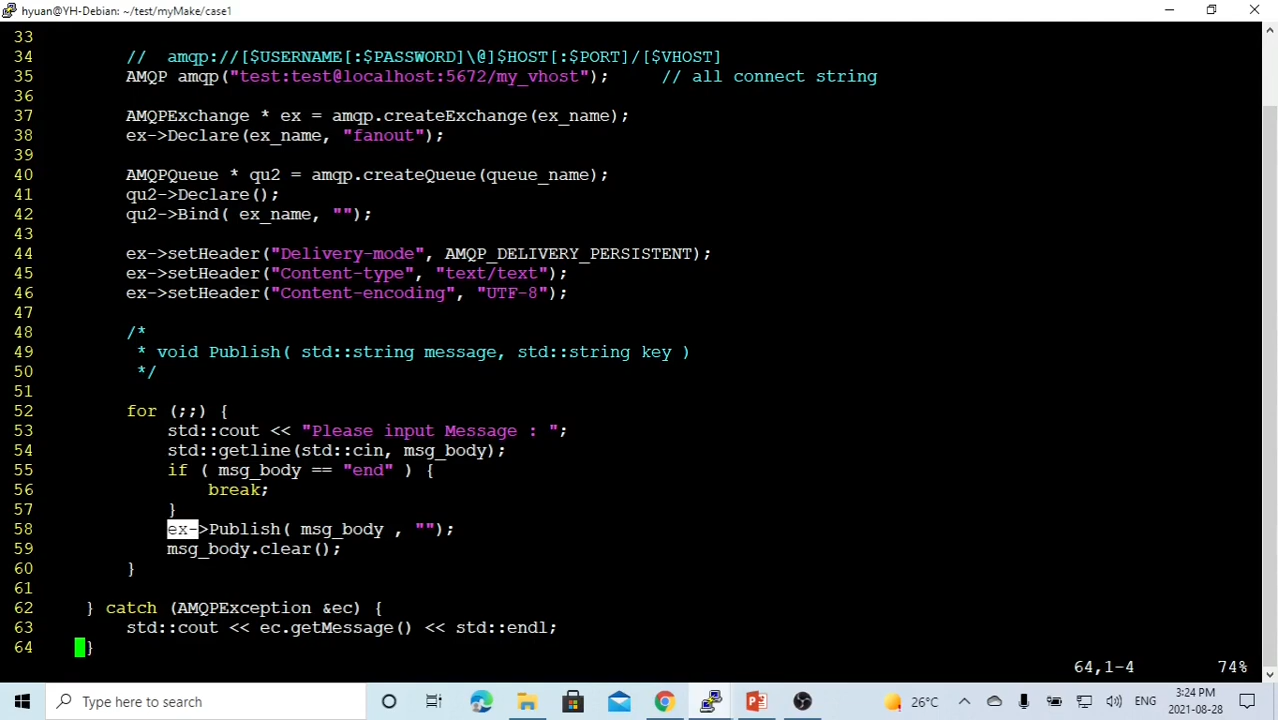 hyuan@YH-Debian: ~/test/myMake/case1
33
34 // amqp://[$USERNAME[:$PASSWORD]\@]$HOST[:$PORT]/[$VHOST]
35 AMQP amqp("test:test@localhost:5672/my_vhost"); // all connect string
36
37 AMQPExchange * ex = amqp.createExchange(ex_name);
38 ex->Declare(ex_name, "fanout");
39
40 AMQPQueue * qu2 = amqp.createQueue(queue_name);
41 qu2->Declare();
42 qu2->Bind( ex_name, "");
43
44 ex->setHeader("Delivery-mode", AMQP_DELIVERY_PERSISTENT);
45 ex->setHeader("Content-type", "text/text");
46 ex->setHeader("Content-encoding", "UTF-8");
47
48 /*
49 * void Publish( std::string message, std::string key )
50 */
51
52 for (;;) {
53 std::cout << "Please input Message : ";
54 std::getline(std::cin, msg_body);
55 if ( msg_body == "end" ) {
56 break;
57 }
58 ex->Publish( msg_body , "");
59 msg_body.clear();
60 }
61
62 } catch (AMQPException &ec) {
63 std::cout << ec.getMessage() << std::endl;
64 }
64,1-4 74%
Type here to search
26°C
ENG
3:24 PM
2021-08-28